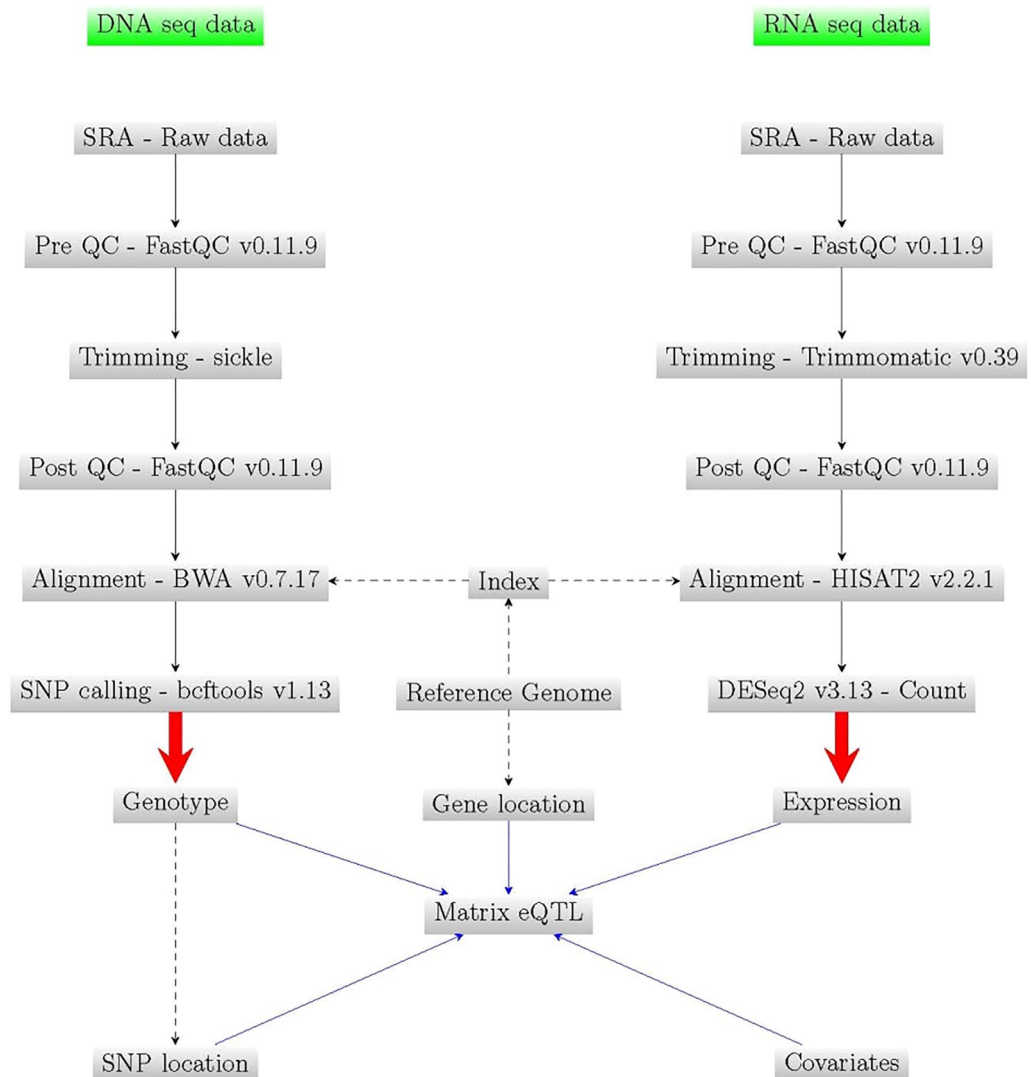 DNA seq data
RNA seq data
SRA - Raw data
SRA - Raw data
Pre QC - FastQC v0.11.9
Pre QC - FastQC v0.11.9
Trimming - sickle
Trimming - Trimmomatic v0.39
Post QC - FastQC v0.11.9
Post QC - FastQC v0.11.9
Alignment - BWA v0.7.17
Index
Alignment - HISAT2 v2.2.1
SNP calling - bcftools v1.13
Reference Genome
DESeq2 v3.13 - Count
Genotype
Gene location
Expression
Matrix eQTL
SNP location
Covariates